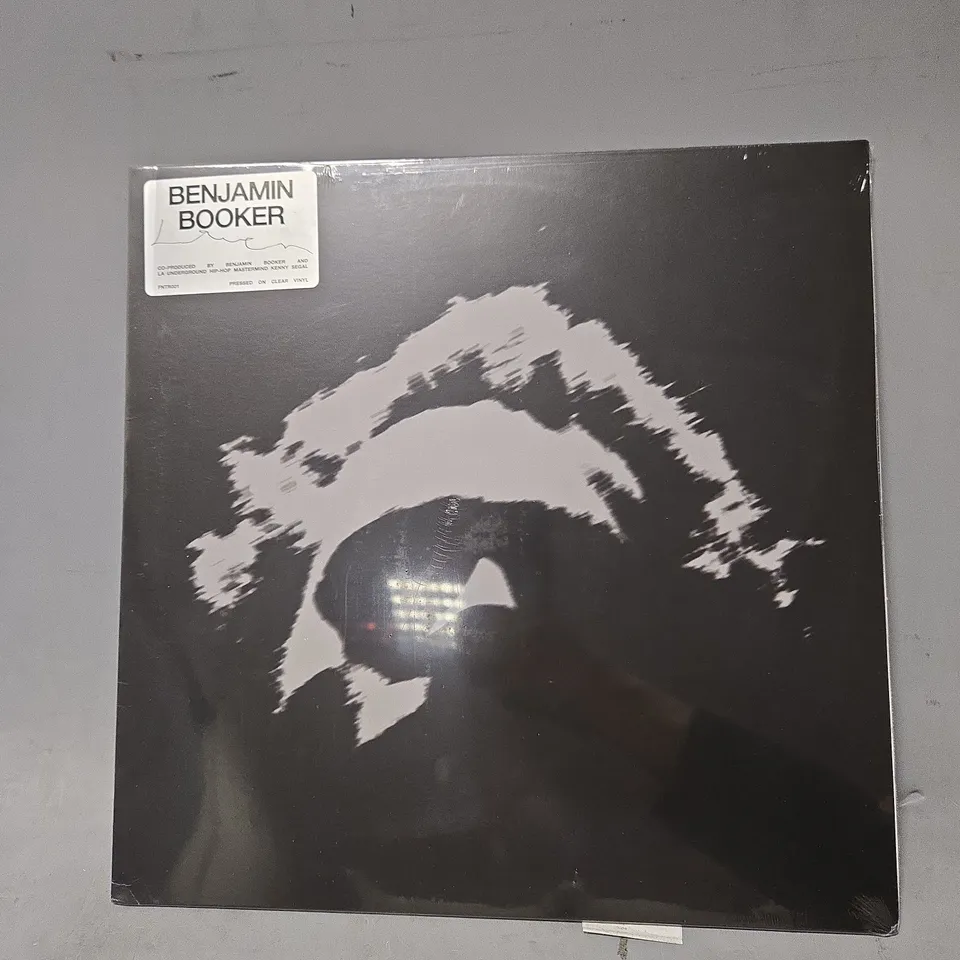 BENJAMIN
BOOKER
CO-PRODUCED BY BENJAMIN BOOKER AND
LA UNDERGROUND HIP-HOP MASTERMIND KENNY SEGAL
PRESSED ON CLEAR VINYL